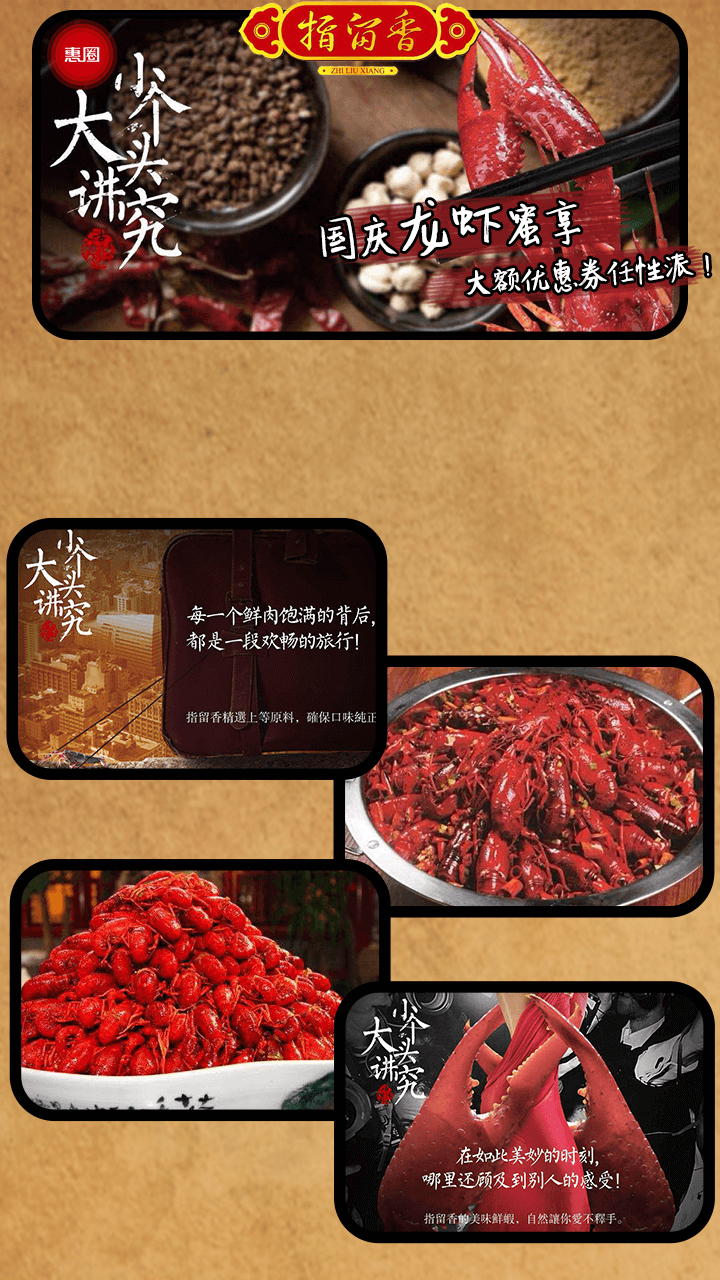 指留香
ZHI LIU XIANG
惠圈
小个头
大讲究
国庆龙虾蜜享
大额优惠券任性派！
小个头
大讲究
每一个鲜肉饱满的背后，
都是一段欢畅的旅行！
指留香精選上等原料，確保口味純正
小个头
大讲究
在如此美妙的时刻，
哪里还顾及到别人的感受！
指留香的美味鮮蝦，自然讓你愛不釋手。